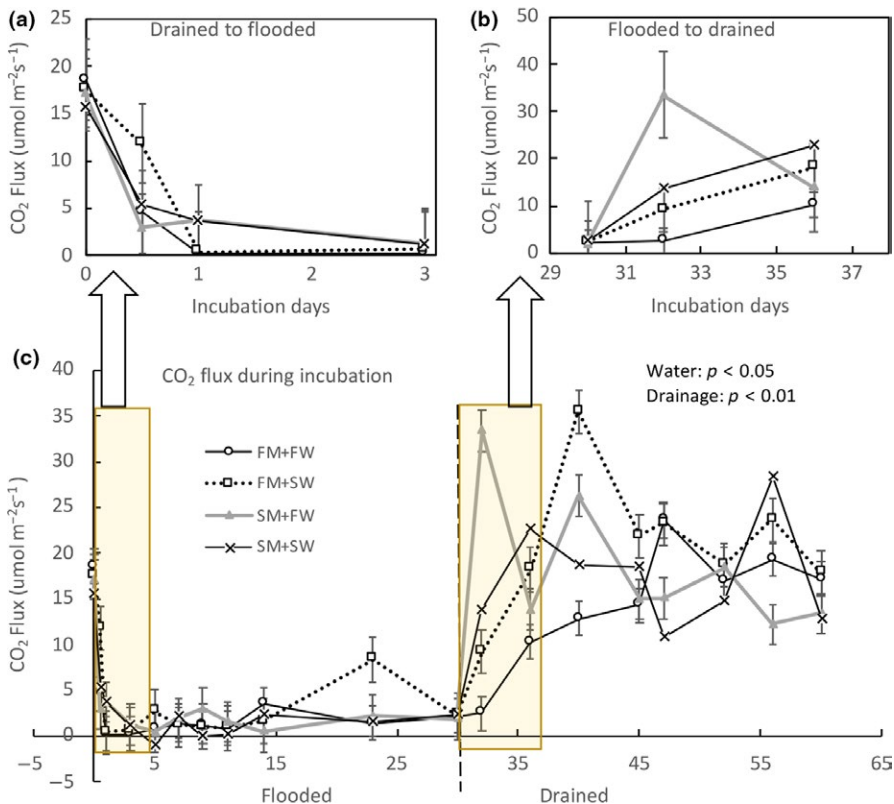 (a)
Drained to flooded
25
20
15
10
5
0
CO₂ Flux (umol m⁻²s⁻¹)
0 1 2 3
Incubation days
(b)
Flooded to drained
50
40
30
20
10
0
CO₂ Flux (umol m⁻²s⁻¹)
29 31 33 35 37
Incubation days
(c)
CO₂ flux during incubation
Water: p < 0.05
Drainage: p < 0.01
FM+FW
FM+SW
SM+FW
SM+SW
40
35
30
25
20
15
10
5
0
−5
CO₂ Flux (umol m⁻²s⁻¹)
−5 5 15 25 35 45 55 65
Flooded Drained